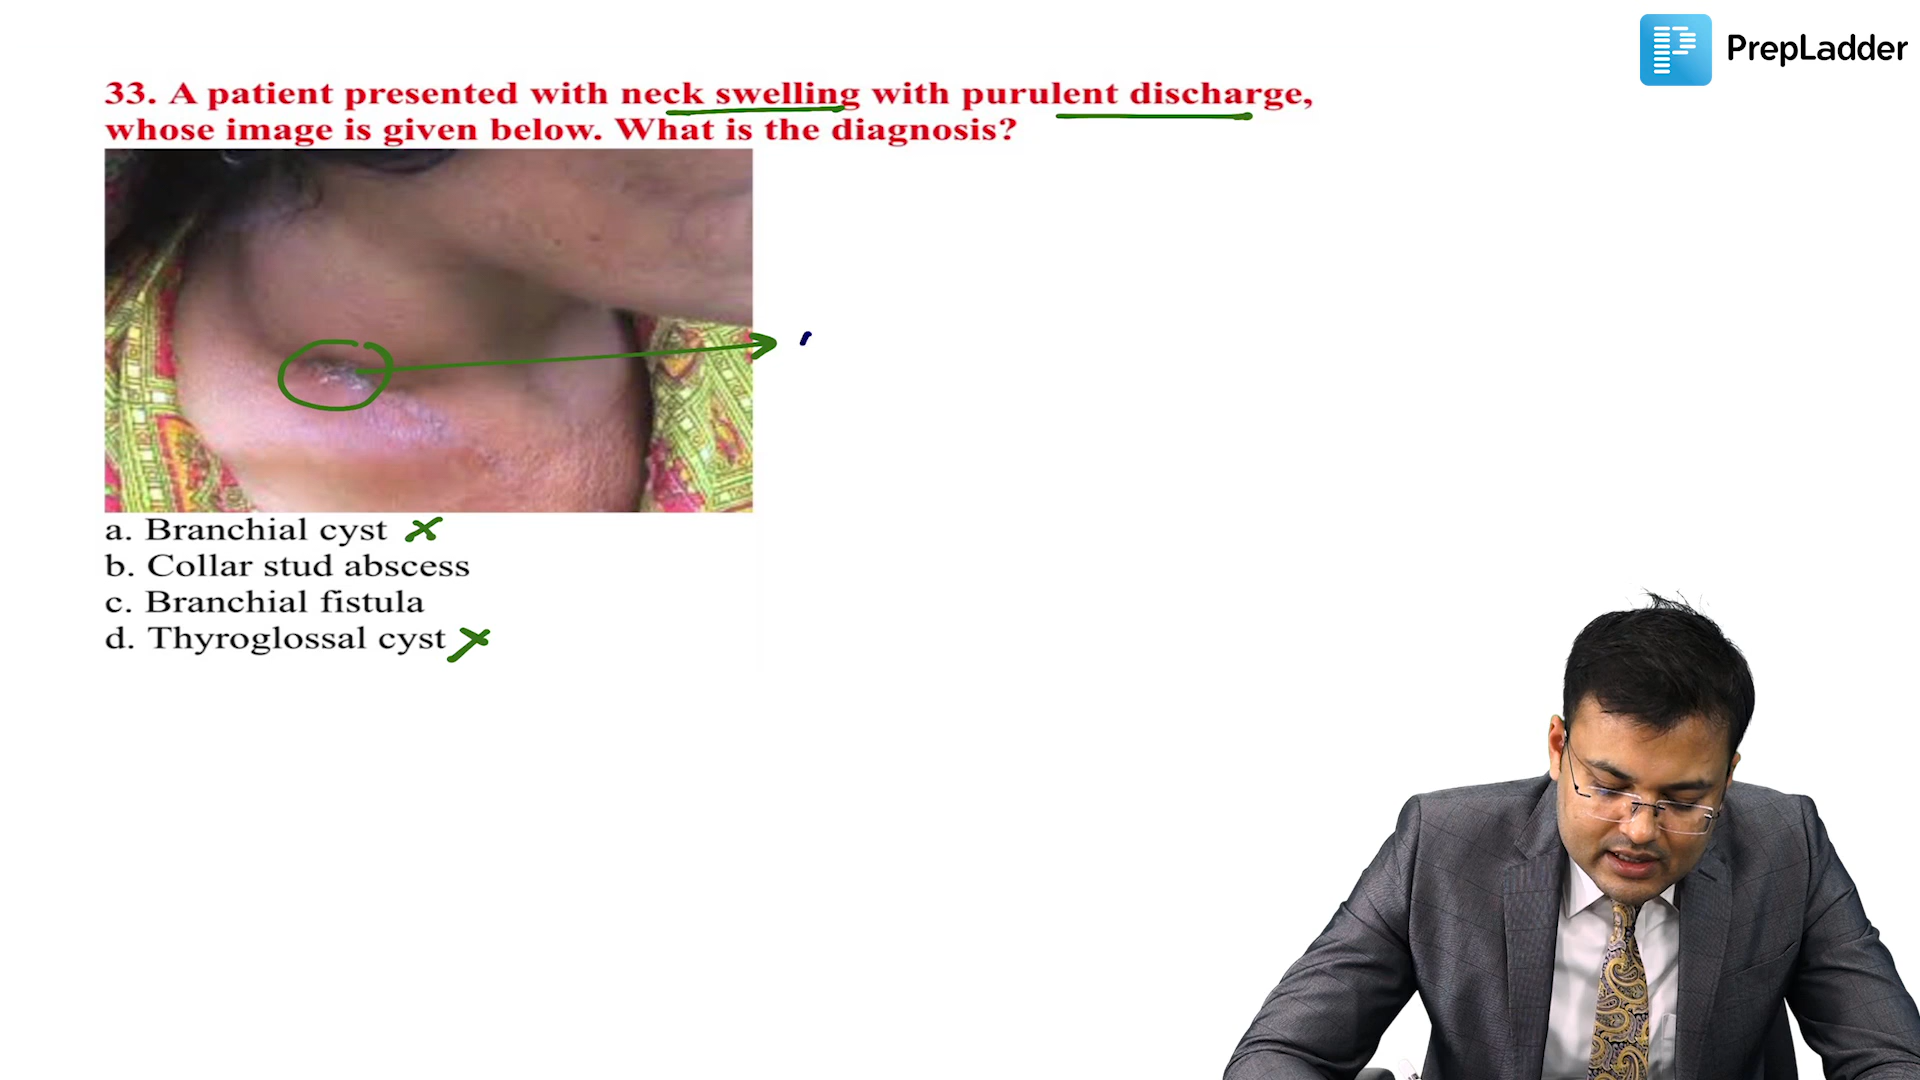 PrepLadder
33. A patient presented with neck swelling with purulent discharge,
whose image is given below. What is the diagnosis?
a. Branchial cyst
b. Collar stud abscess
c. Branchial fistula
d. Thyroglossal cyst